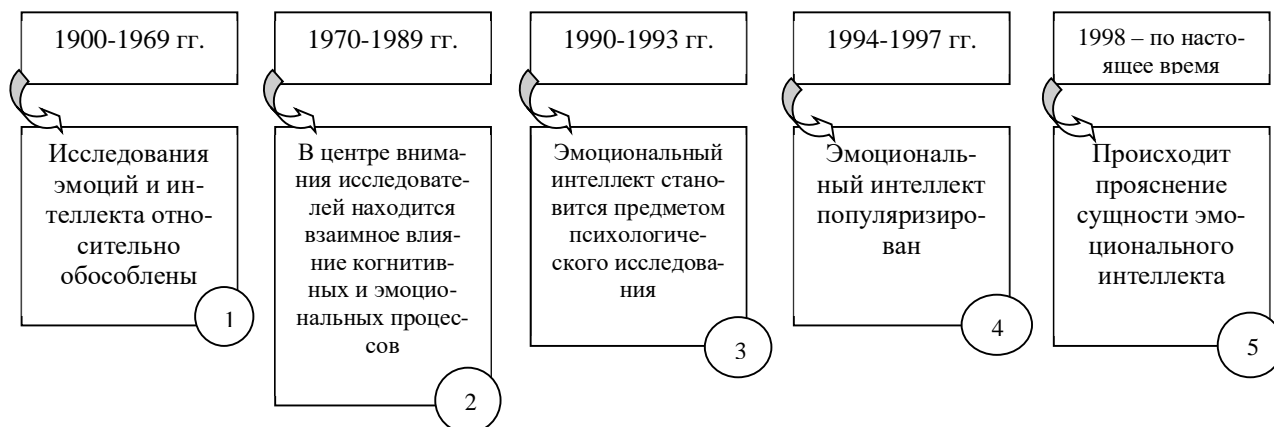 1900-1969 гг.
Исследования
эмоций и ин-
теллекта отно-
сительно
обособлены
1
1970-1989 гг.
В центре внима-
ния исследовате-
лей находится
взаимное влия-
ние когнитив-
ных и эмоцио-
нальных процес-
сов
2
1990-1993 гг.
Эмоциональный
интеллект стано-
вится предметом
психологиче-
ского исследова-
ния
3
1994-1997 гг.
Эмоциональ-
ный интеллект
популяризиро-
ван
4
1998 – по насто-
ящее время
Происходит
прояснение
сущности эмо-
ционального
интеллекта
5